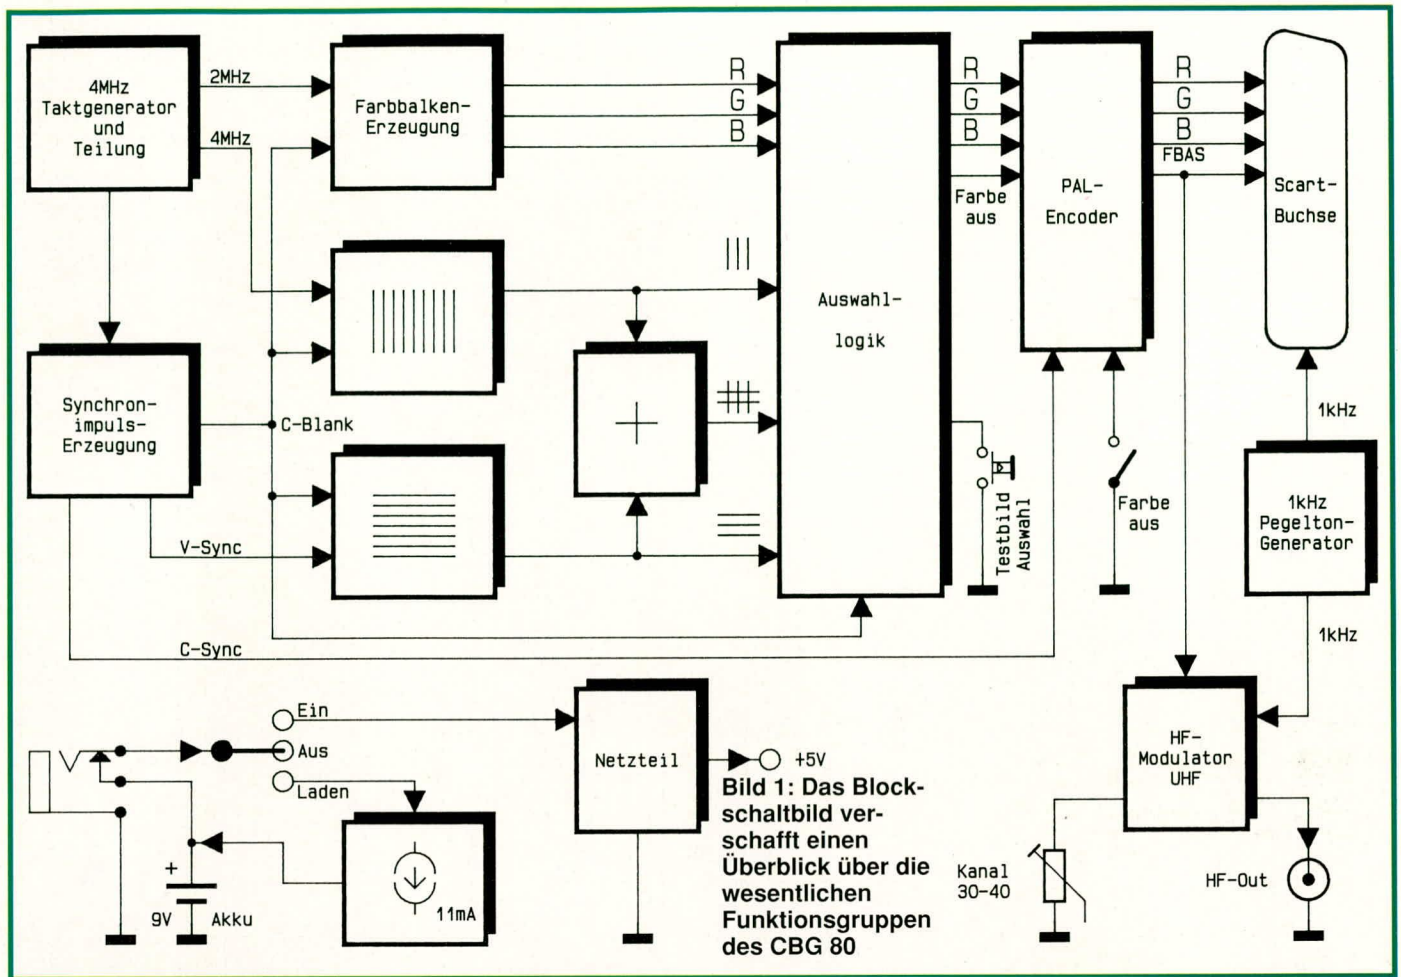 4MHz
Taktgenerator
und
Teilung
2MHz
4MHz
Farbbalken-
Erzeugung
R
G
B
Auswahl-
logik
R
G
B
Farbe
aus
PAL-
Encoder
R
G
B
FBAS
Scart-
Buchse
Synchron-
impuls-
Erzeugung
C-Blank
V-Sync
C-Sync
Testbild
Auswahl
Farbe
aus
1kHz
1kHz
Pegelton-
Generator
1kHz
Ein
Aus
Laden
Netzteil
+5V
HF-
Modulator
UHF
+
9V
Akku
11mA
Kanal
30-40
HF-Out
Bild 1: Das Block-
schaltbild ver-
schafft einen
Überblick über die
wesentlichen
Funktionsgruppen
des CBG 80